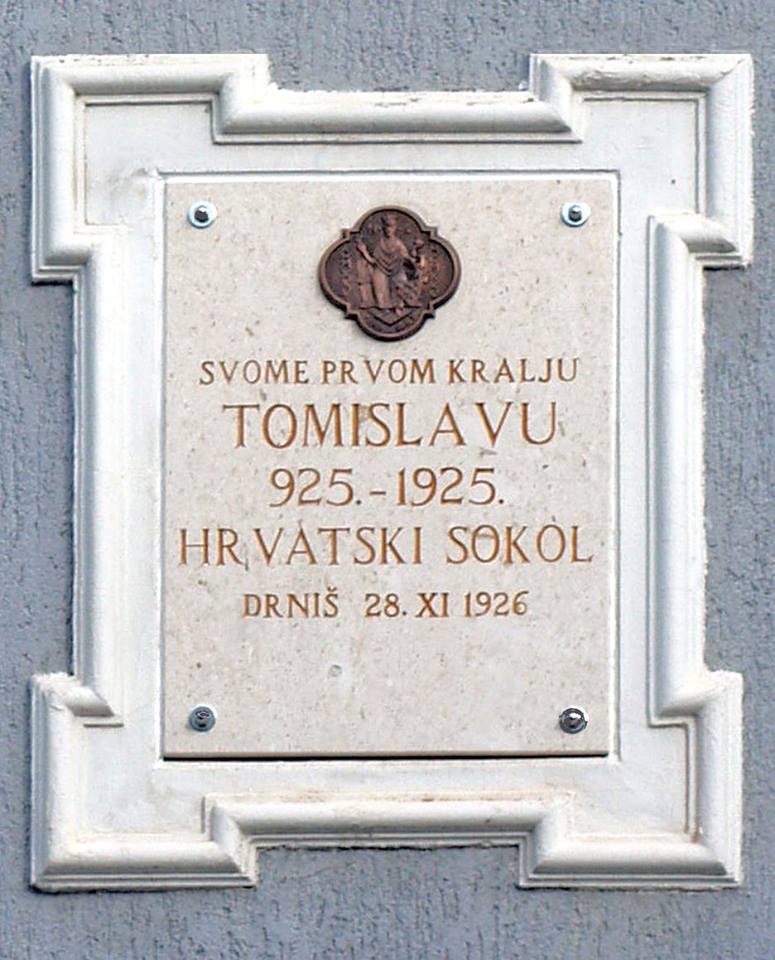 SVOME PRVOM KRALJU
TOMISLAVU
925.-1925.
HRVATSKI SOKOL
DRNIŠ 28.XI 1926